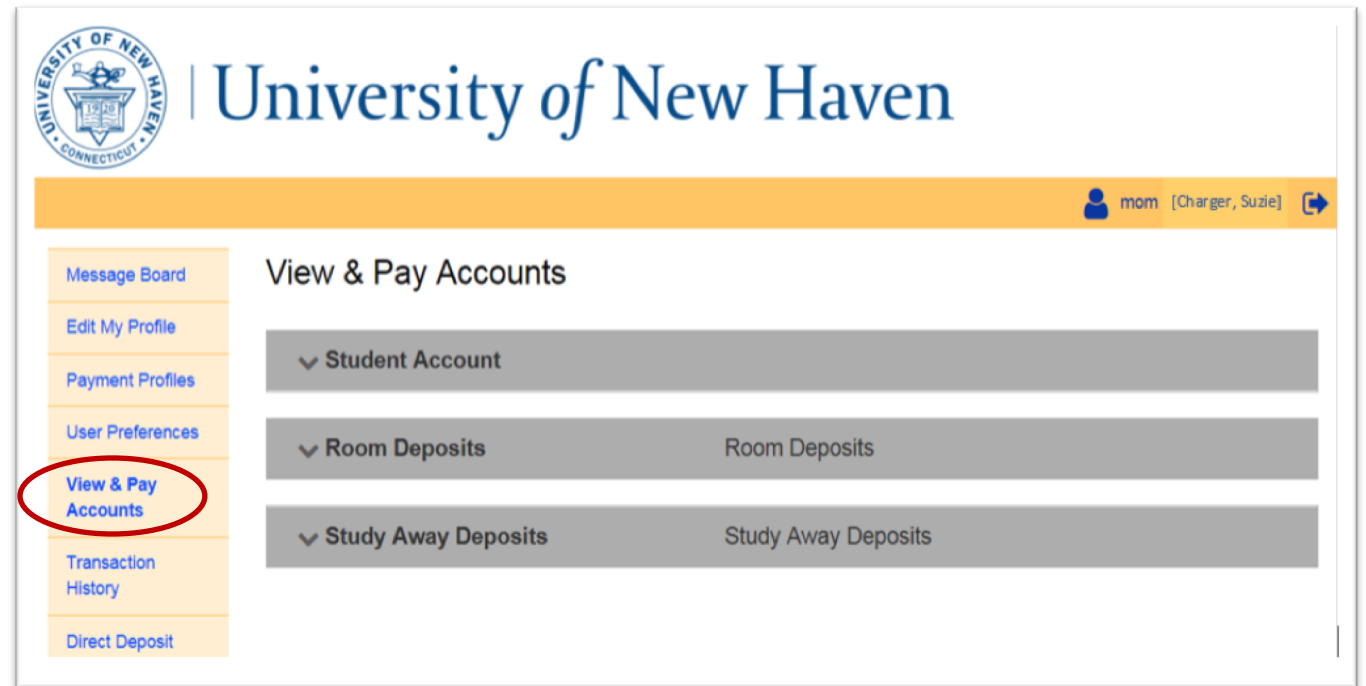 UNIVERSITY OF NEW HAVEN
1920
CONNECTICUT
University of New Haven
mom [Charger, Suzie]
Message Board
Edit My Profile
Payment Profiles
User Preferences
View & Pay
Accounts
Transaction
History
Direct Deposit
View & Pay Accounts
Student Account
Room Deposits Room Deposits
Study Away Deposits Study Away Deposits